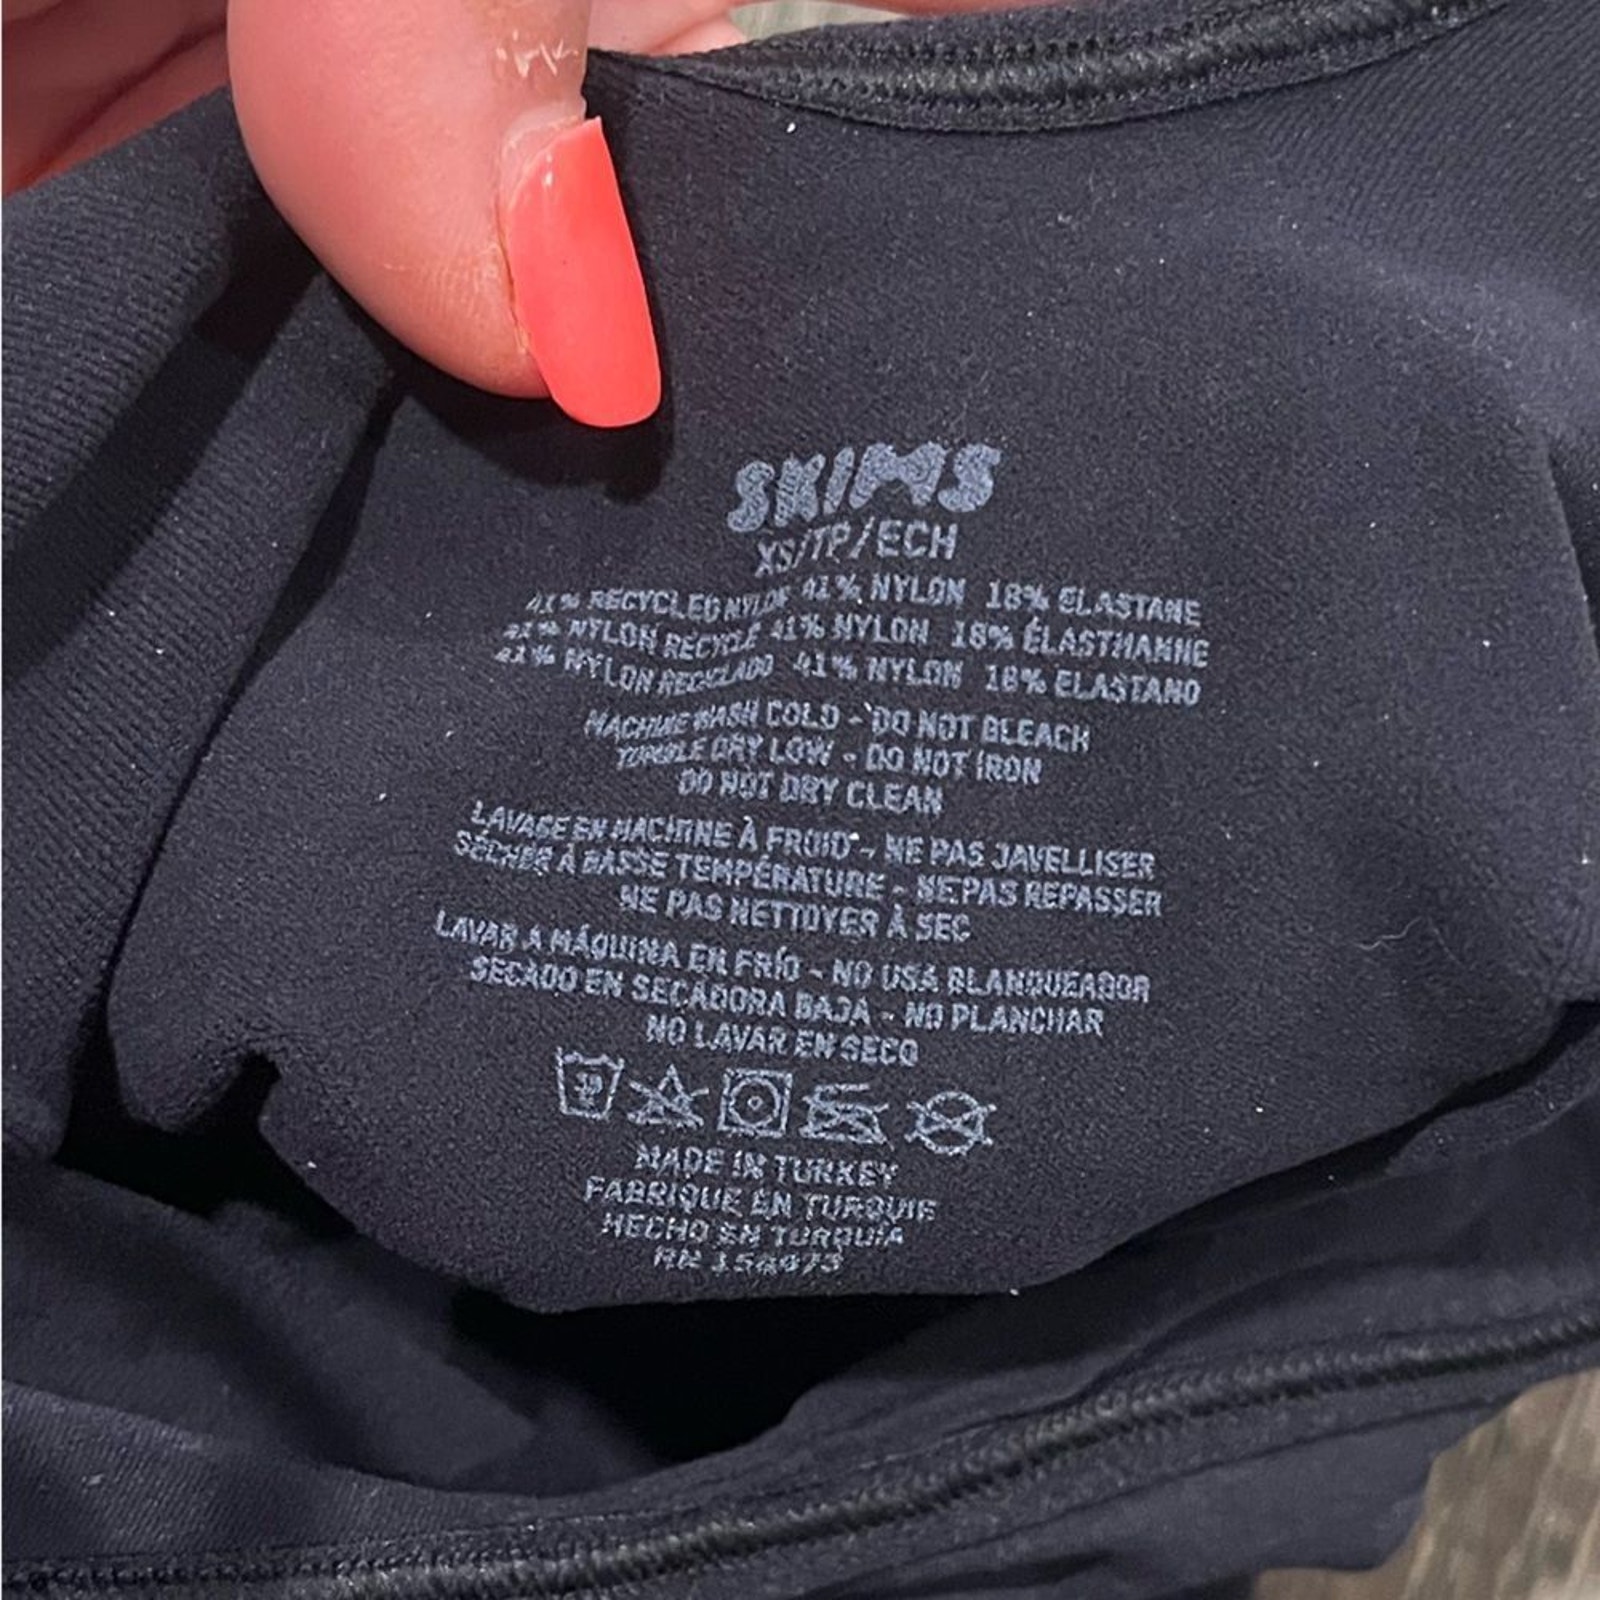 SKIMS
XS/TP/ECH
41% RECYCLED NYLON 41% NYLON 18% ELASTANE
41% NYLON RECYCLÉ 41% NYLON 18% ÉLASTHANNE
41% NYLON RECICLADO 41% NYLON 18% ELASTANO
MACHINE WASH COLD - DO NOT BLEACH
TUMBLE DRY LOW - DO NOT IRON
DO NOT DRY CLEAN
LAVAGE EN MACHINE À FROID - NE PAS JAVELLISER
SÉCHER À BASSE TEMPÉRATURE - NE PAS REPASSER
NE PAS NETTOYER À SEC
LAVAR A MÁQUINA EN FRÍO - NO USA BLANQUEADOR
SECADO EN SECADORA BAJA - NO PLANCHAR
NO LAVAR EN SECO
30
MADE IN TURKEY
FABRIQUE EN TURQUIE
HECHO EN TURQUIA
RN